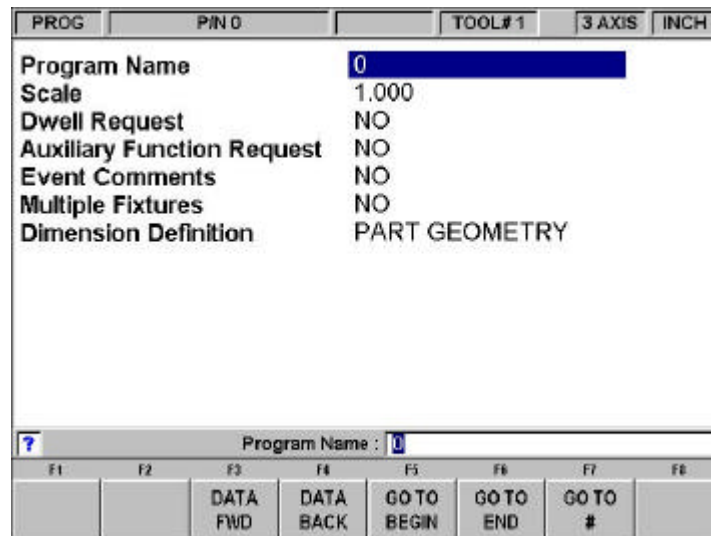 PROG P/N 0 TOOL# 1 3 AXIS INCH
Program Name 0
Scale 1.000
Dwell Request NO
Auxiliary Function Request NO
Event Comments NO
Multiple Fixtures NO
Dimension Definition PART GEOMETRY
? Program Name : 0
F1 F2 F3 F4 F5 F6 F7 F8
DATA FWD DATA BACK GO TO BEGIN GO TO END GO TO #